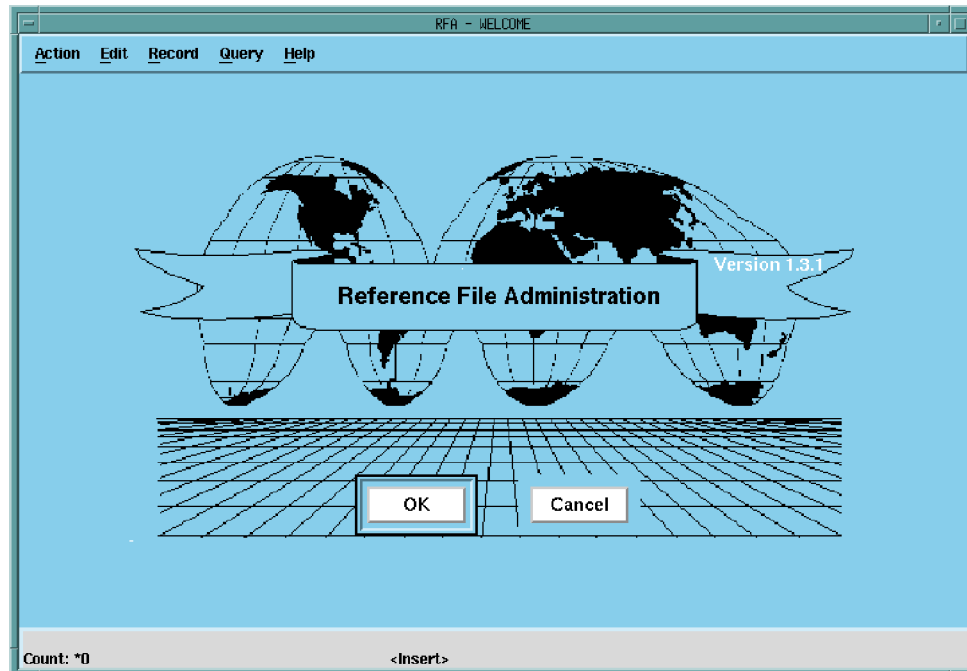 RFA - WELCOME
Action Edit Record Query Help
Version 1.3.1
Reference File Administration
OK Cancel
Count: *0 <Insert>